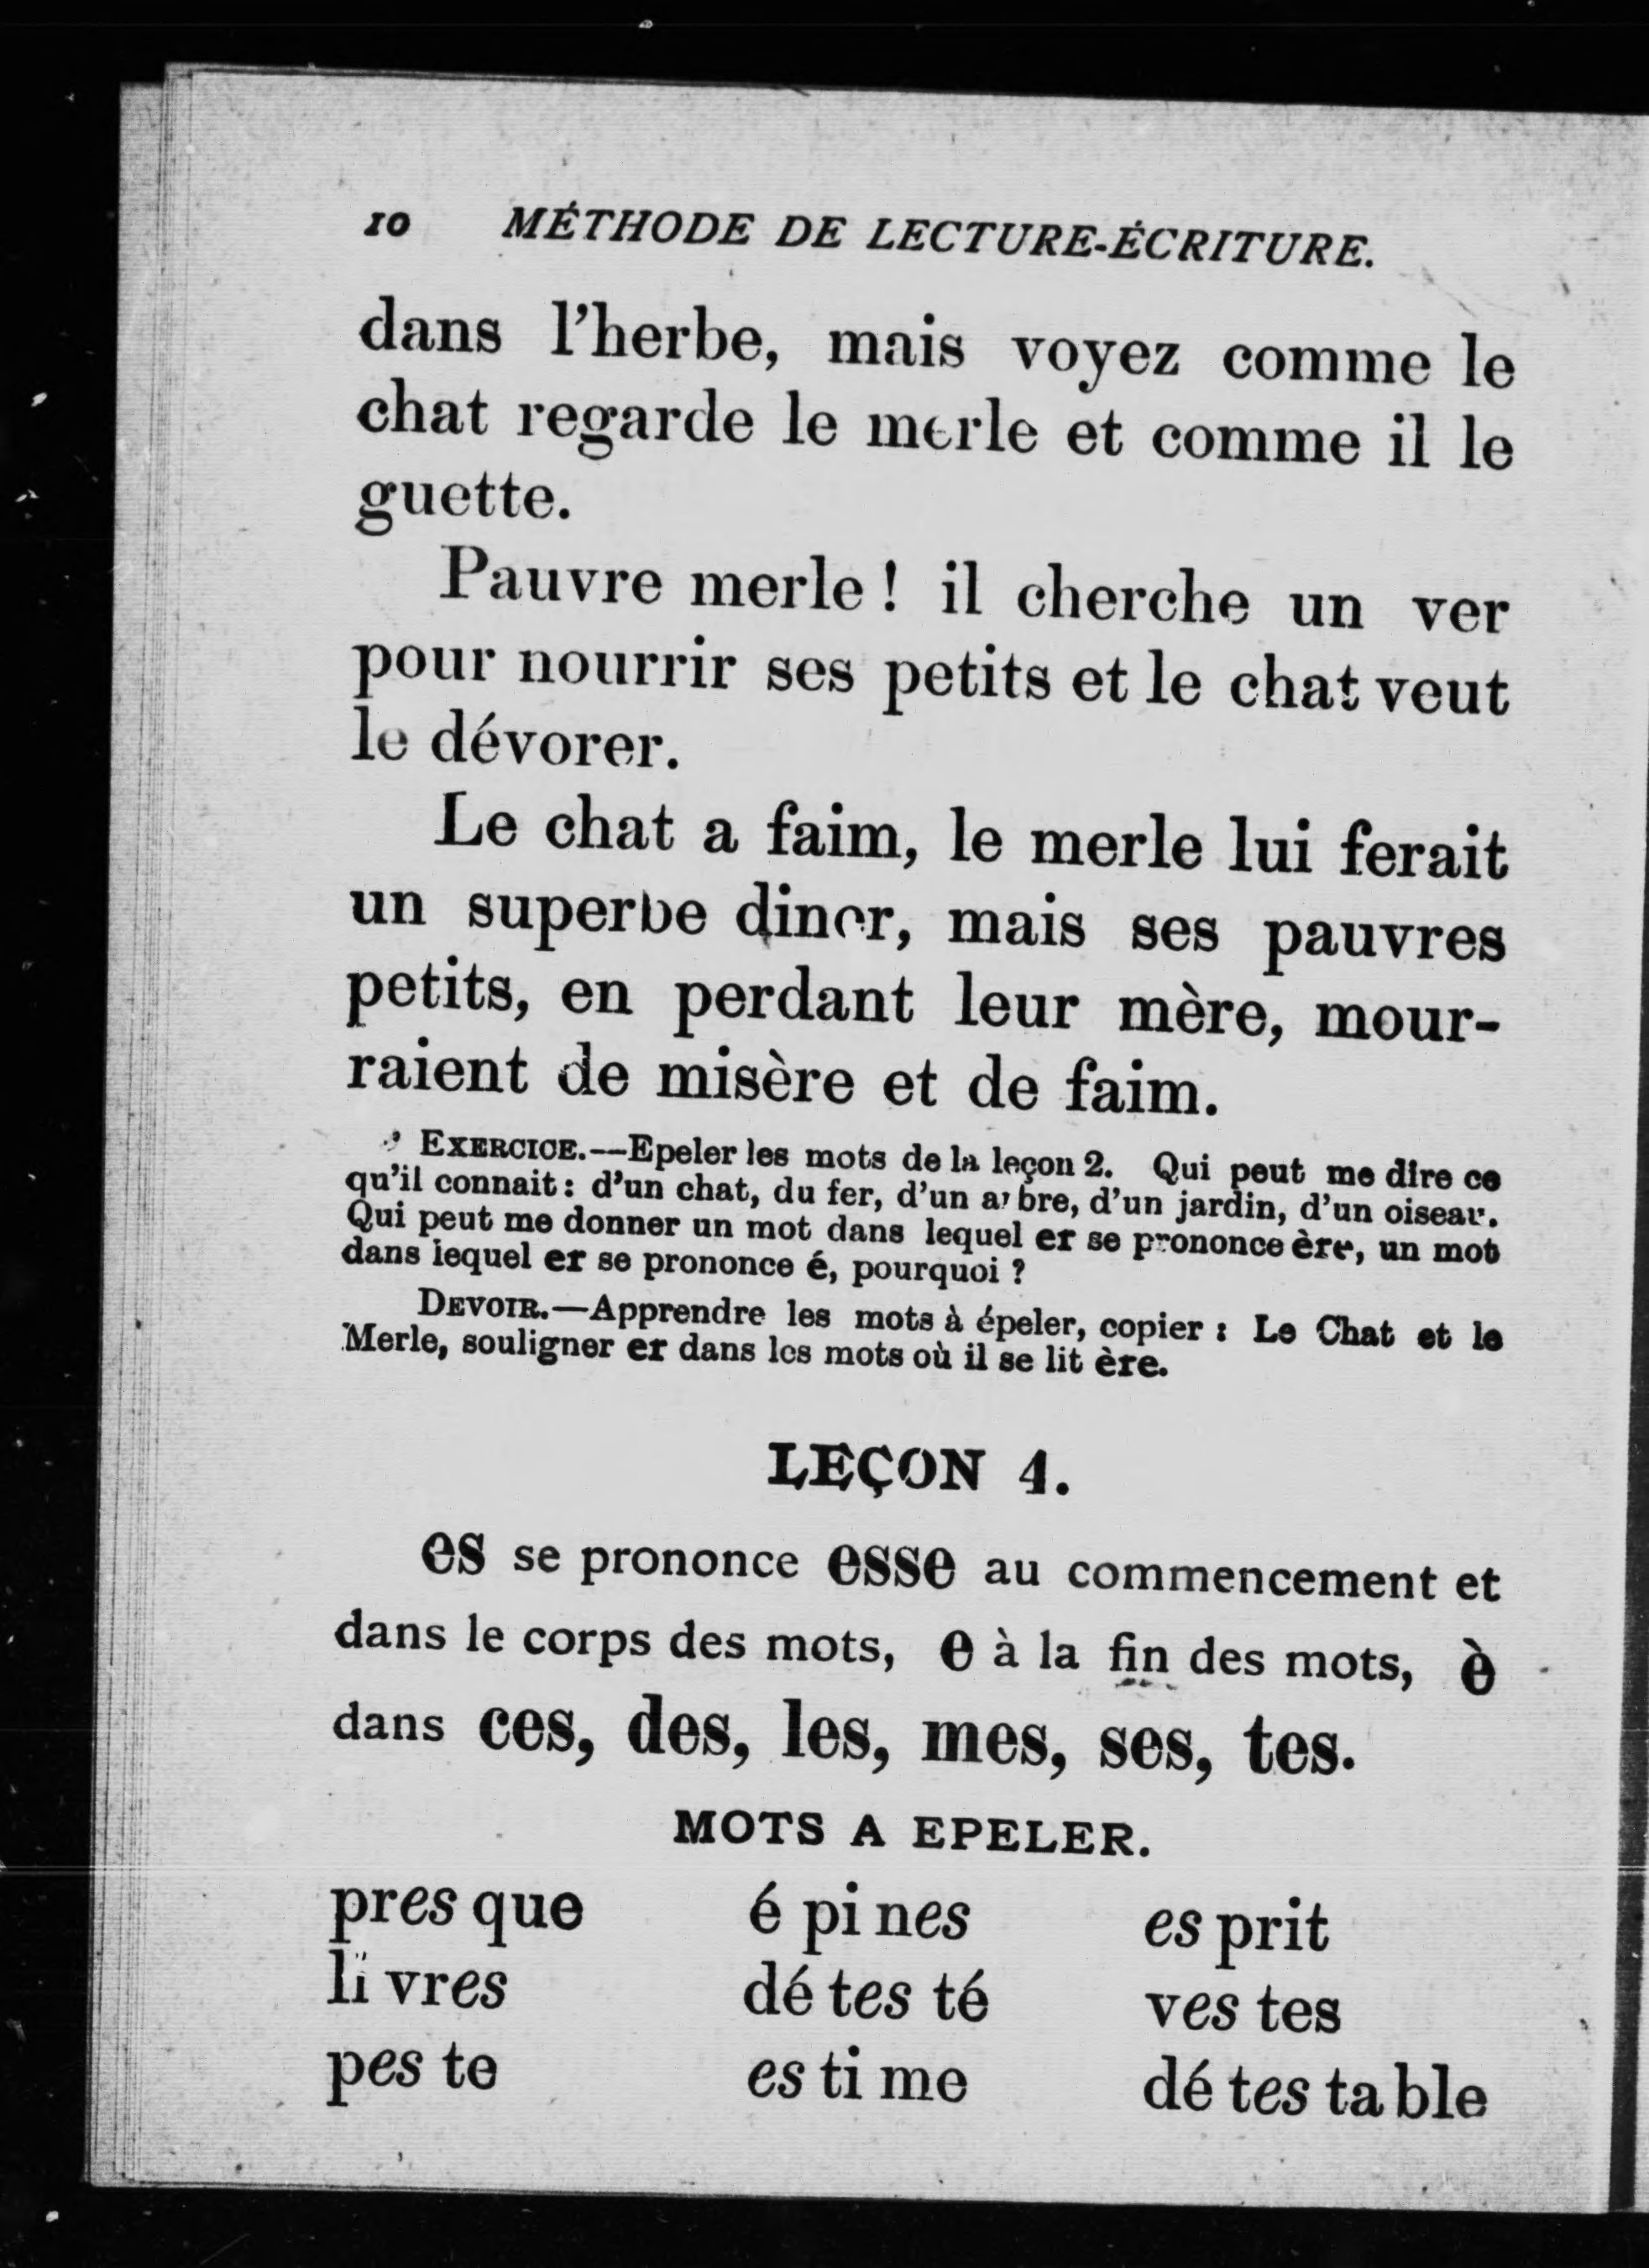 10 MÉTHODE DE LECTURE-ÉCRITURE.
dans l'herbe, mais voyez comme le
chat regarde le merle et comme il le
guette.
Pauvre merle ! il cherche un ver
pour nourrir ses petits et le chat veut
le dévorer.
Le chat a faim, le merle lui ferait
un superbe diner, mais ses pauvres
petits, en perdant leur mère, mour-
raient de misère et de faim.
EXERCICE.—Epeler les mots de la leçon 2. Qui peut me dire ce
qu'il connait : d'un chat, du fer, d'un arbre, d'un jardin, d'un oiseau.
Qui peut me donner un mot dans lequel er se prononce ère, un mot
dans lequel er se prononce é, pourquoi ?
DEVOIR.—Apprendre les mots à épeler, copier : Le Chat et le
Merle, souligner er dans les mots où il se lit ère.
LEÇON 4.
es se prononce esse au commencement et
dans le corps des mots, e à la fin des mots, è
dans ces, des, les, mes, ses, tes.
MOTS A EPELER.
pres que é pi nes es prit
li vres dé tes té ves tes
pes te es ti me dé tes ta ble